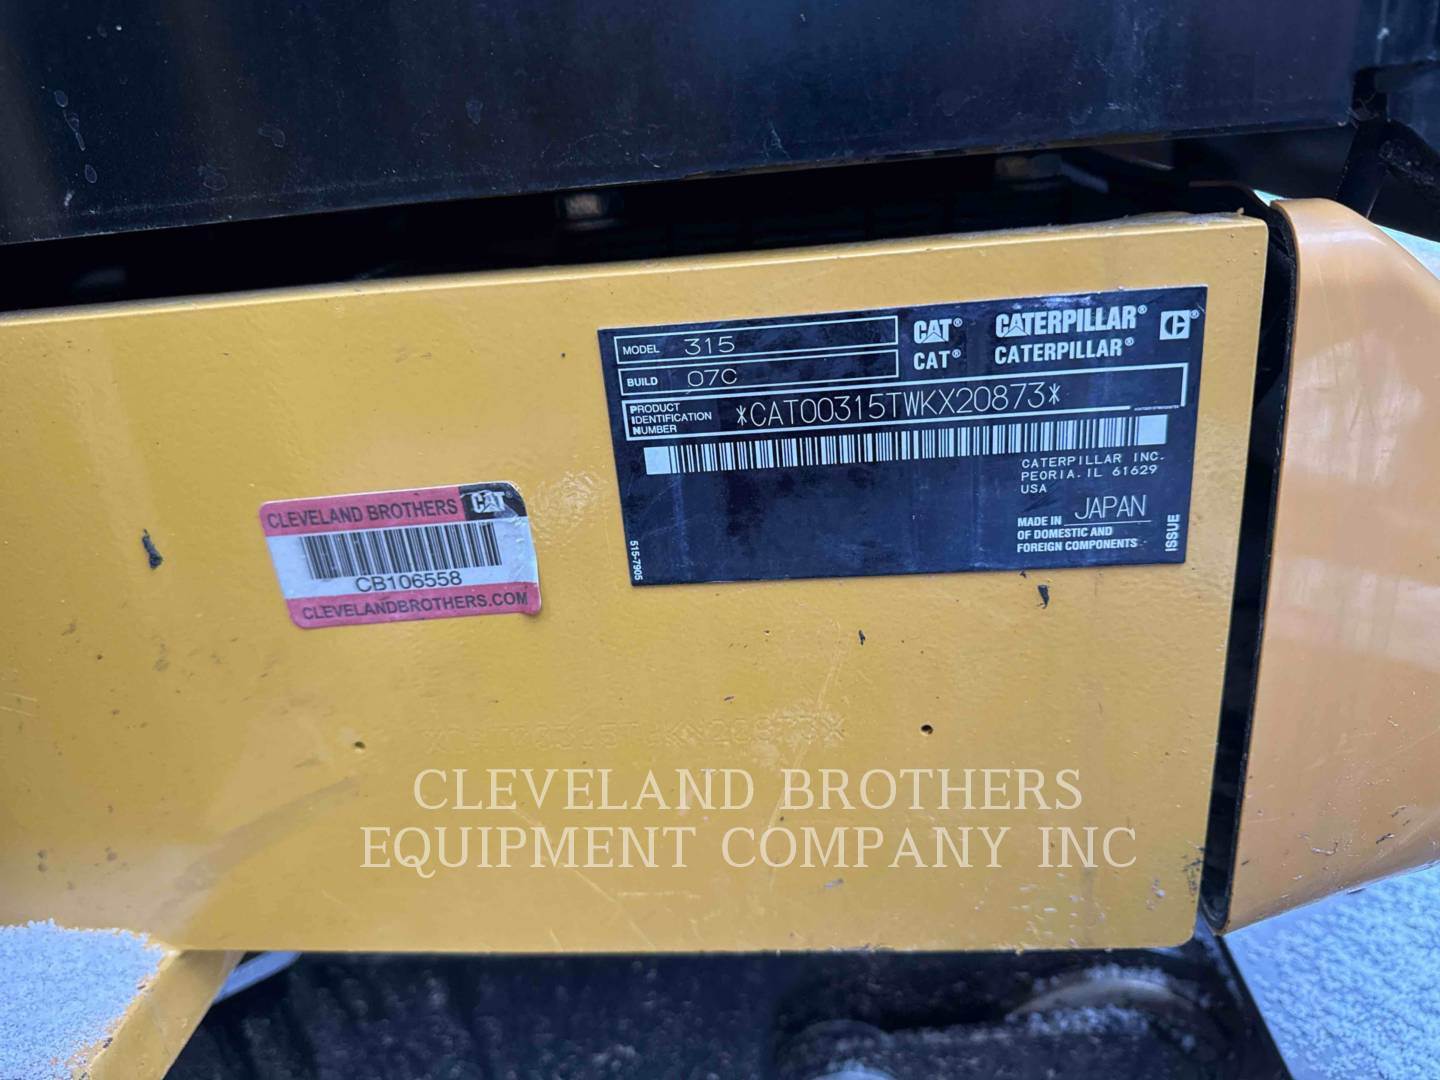 MODEL 315
BUILD 07C
CAT® CATERPILLAR® C®
CAT® CATERPILLAR®
PRODUCT IDENTIFICATION NUMBER *CAT00315TWKX20873*
CATERPILLAR INC.
PEORIA, IL 61629
USA
MADE IN JAPAN
OF DOMESTIC AND
FOREIGN COMPONENTS
ISSUE
515-7905
CLEVELAND BROTHERS CAT
CB106558
CLEVELANDBROTHERS.COM
CLEVELAND BROTHERS
EQUIPMENT COMPANY INC